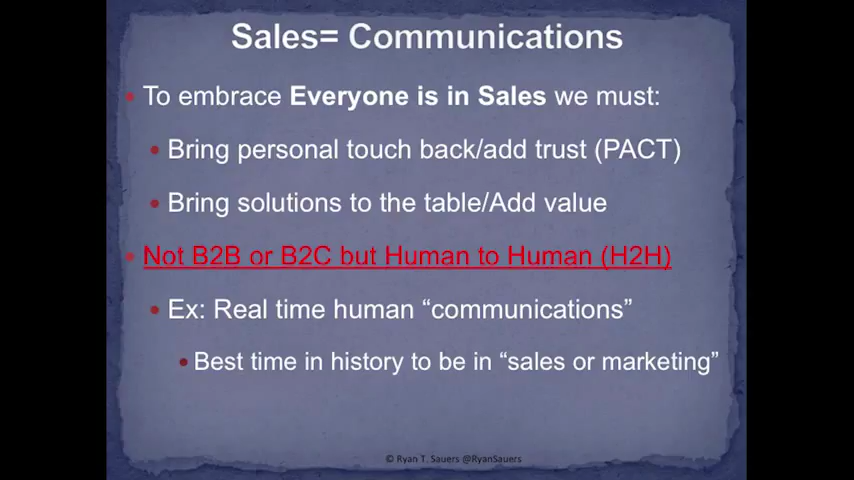 Sales= Communications
To embrace Everyone is in Sales we must:
Bring personal touch back/add trust (PACT)
Bring solutions to the table/Add value
Not B2B or B2C but Human to Human (H2H)
Ex: Real time human “communications”
Best time in history to be in “sales or marketing”
© Ryan T. Sauers @RyanSauers